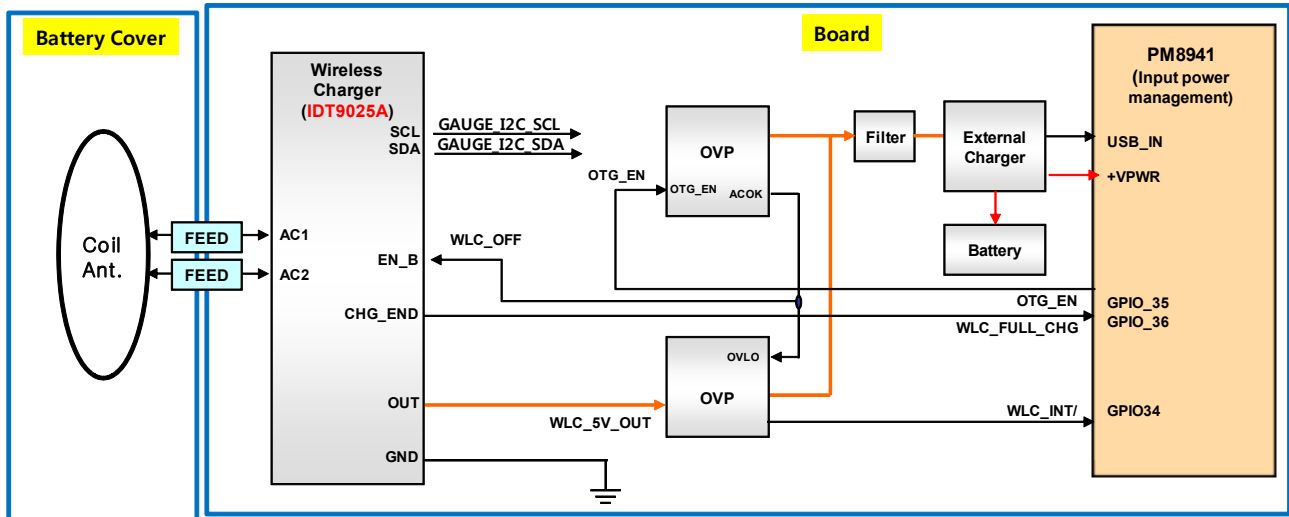 Battery Cover
Board
Coil
Ant.
FEED
FEED
Wireless
Charger
(IDT9025A)
SCL
SDA
AC1
AC2
EN_B
CHG_END
OUT
GND
GAUGE_I2C_SCL
GAUGE_I2C_SDA
WLC_OFF
WLC_5V_OUT
OTG_EN
OVP
OTG_EN
ACOK
OVLO
OVP
Filter
External
Charger
Battery
OTG_EN
WLC_FULL_CHG
WLC_INT/
PM8941
(Input power
management)
USB_IN
+VPWR
GPIO_35
GPIO_36
GPIO34